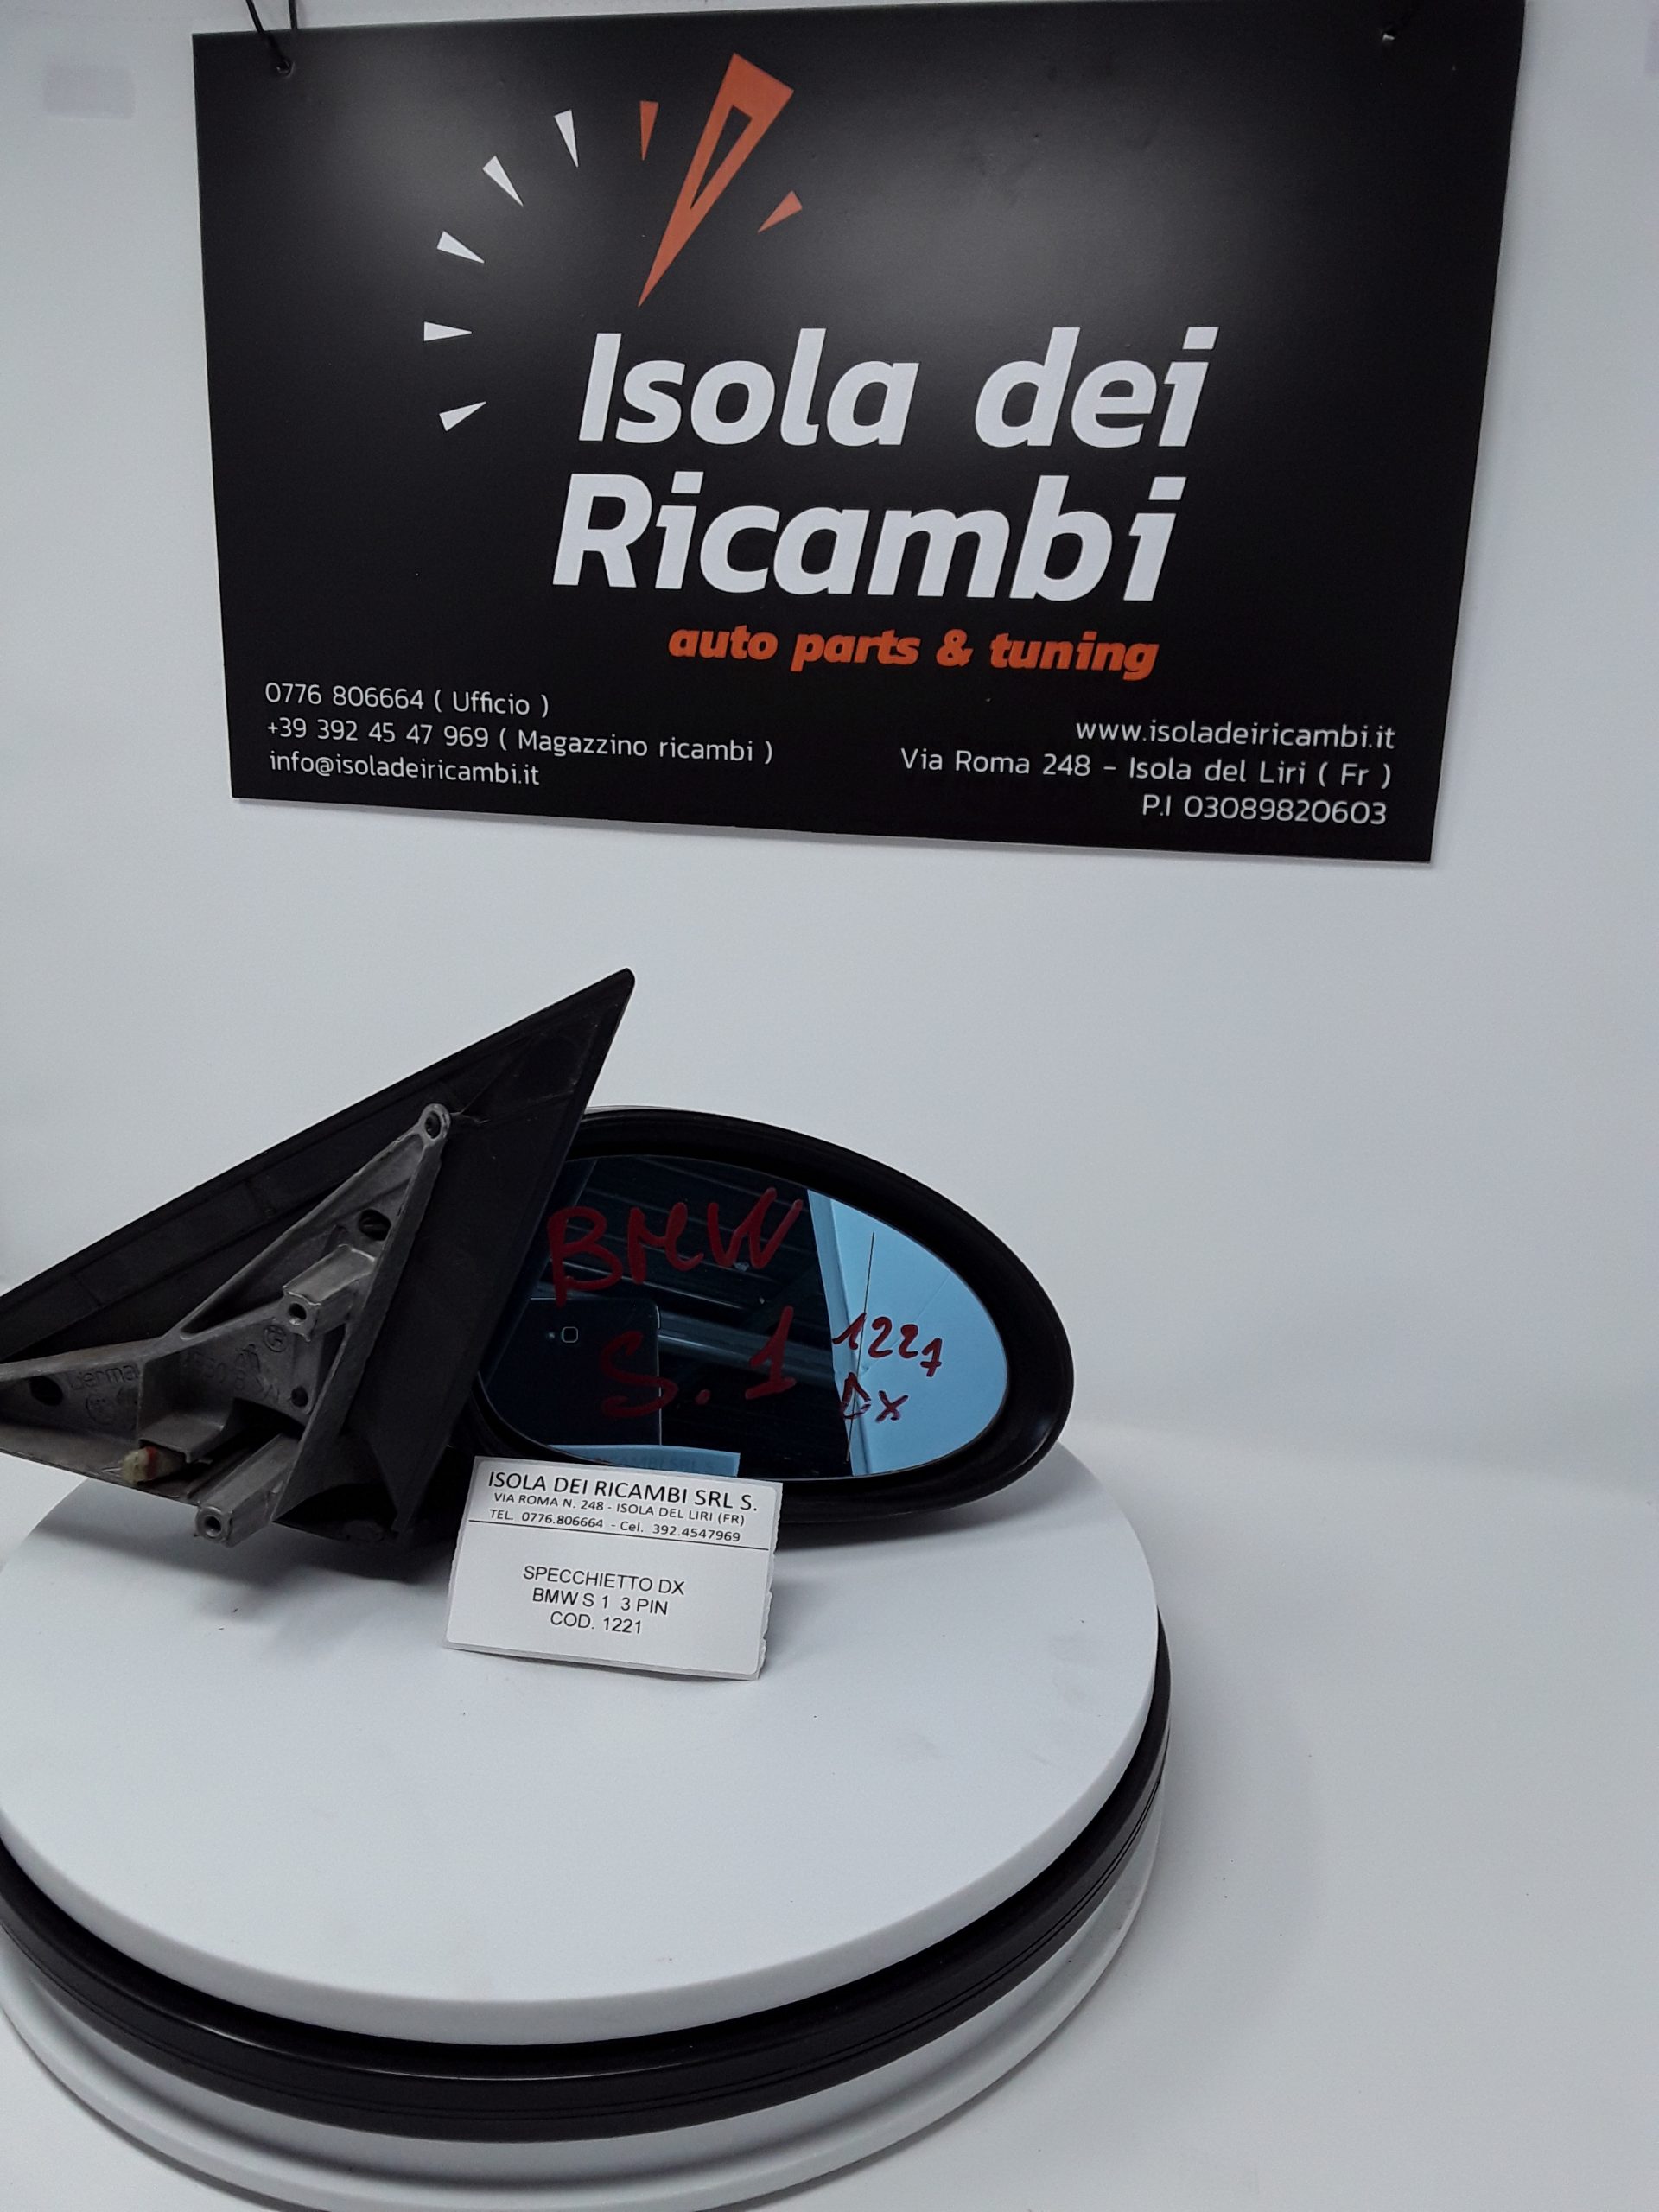 Isola dei
Ricambi
auto parts & tuning
0776 806664 ( Ufficio )
+39 392 45 47 969 ( Magazzino ricambi )
info@isoladeiricambi.it
www.isoladeiricambi.it
Via Roma 248 - Isola del Liri ( Fr )
P.I 03089820603
BMW
S. 1
1221
Dx
ISOLA DEI RICAMBI SRL S.
VIA ROMA N. 248 - ISOLA DEL LIRI (FR)
TEL. 0776.806664 - Cel. 392.4547969
SPECCHIETTO DX
BMW S 1 3 PIN
COD. 1221